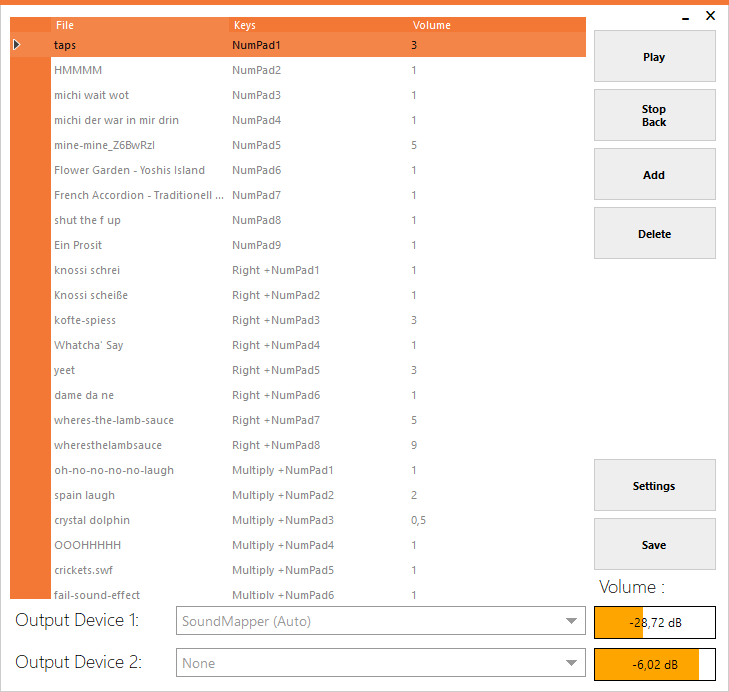 File Keys Volume
taps NumPad1 3
HMMMM NumPad2 1
michi wait wot NumPad3 1
michi der war in mir drin NumPad4 1
mine-mine_Z6BwRzl NumPad5 5
Flower Garden - Yoshis Island NumPad6 1
French Accordion - Traditionell ... NumPad7 1
shut the f up NumPad8 1
Ein Prosit NumPad9 1
knossi schrei Right +NumPad1 1
Knossi scheiße Right +NumPad2 1
kofte-spiess Right +NumPad3 3
Whatcha' Say Right +NumPad4 1
yeet Right +NumPad5 3
dame da ne Right +NumPad6 1
wheres-the-lamb-sauce Right +NumPad7 5
wheresthelambsauce Right +NumPad8 9
oh-no-no-no-no-laugh Multiply +NumPad1 1
spain laugh Multiply +NumPad2 2
crystal dolphin Multiply +NumPad3 0,5
OOOHHHHH Multiply +NumPad4 1
crickets.swf Multiply +NumPad5 1
fail-sound-effect Multiply +NumPad6 1
Play
Stop
Back
Add
Delete
Settings
Save
Volume :
Output Device 1: SoundMapper (Auto) -28,72 dB
Output Device 2: None -6,02 dB